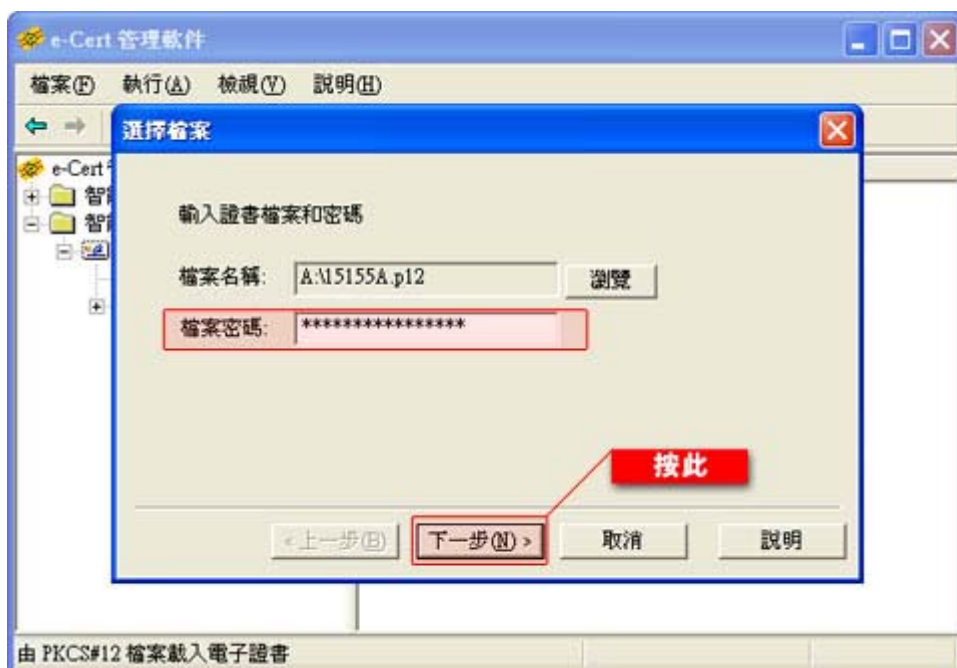 e-Cert 管理軟件
檔案(F) 執行(A) 檢視(V) 說明(H)
選擇檔案
e-Cert
智
智
輸入證書檔案和密碼
檔案名稱: A:\15155A.p12 瀏覽
檔案密碼: ****************
按此
<上一步(B) 下一步(N)> 取消 說明
由 PKCS#12 檔案載入電子證書